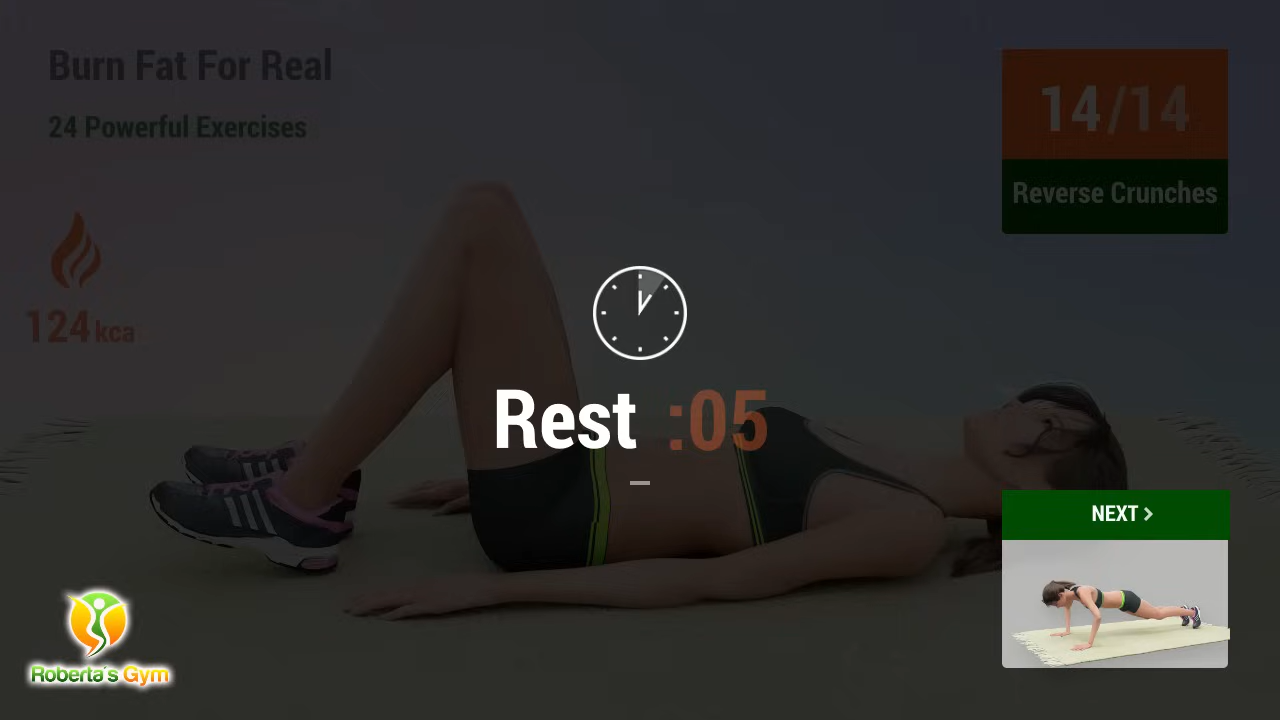 Burn Fat For Real
24 Powerful Exercises
14/14
Reverse Crunches
124 kca
Rest :05
NEXT >
Roberta's Gym